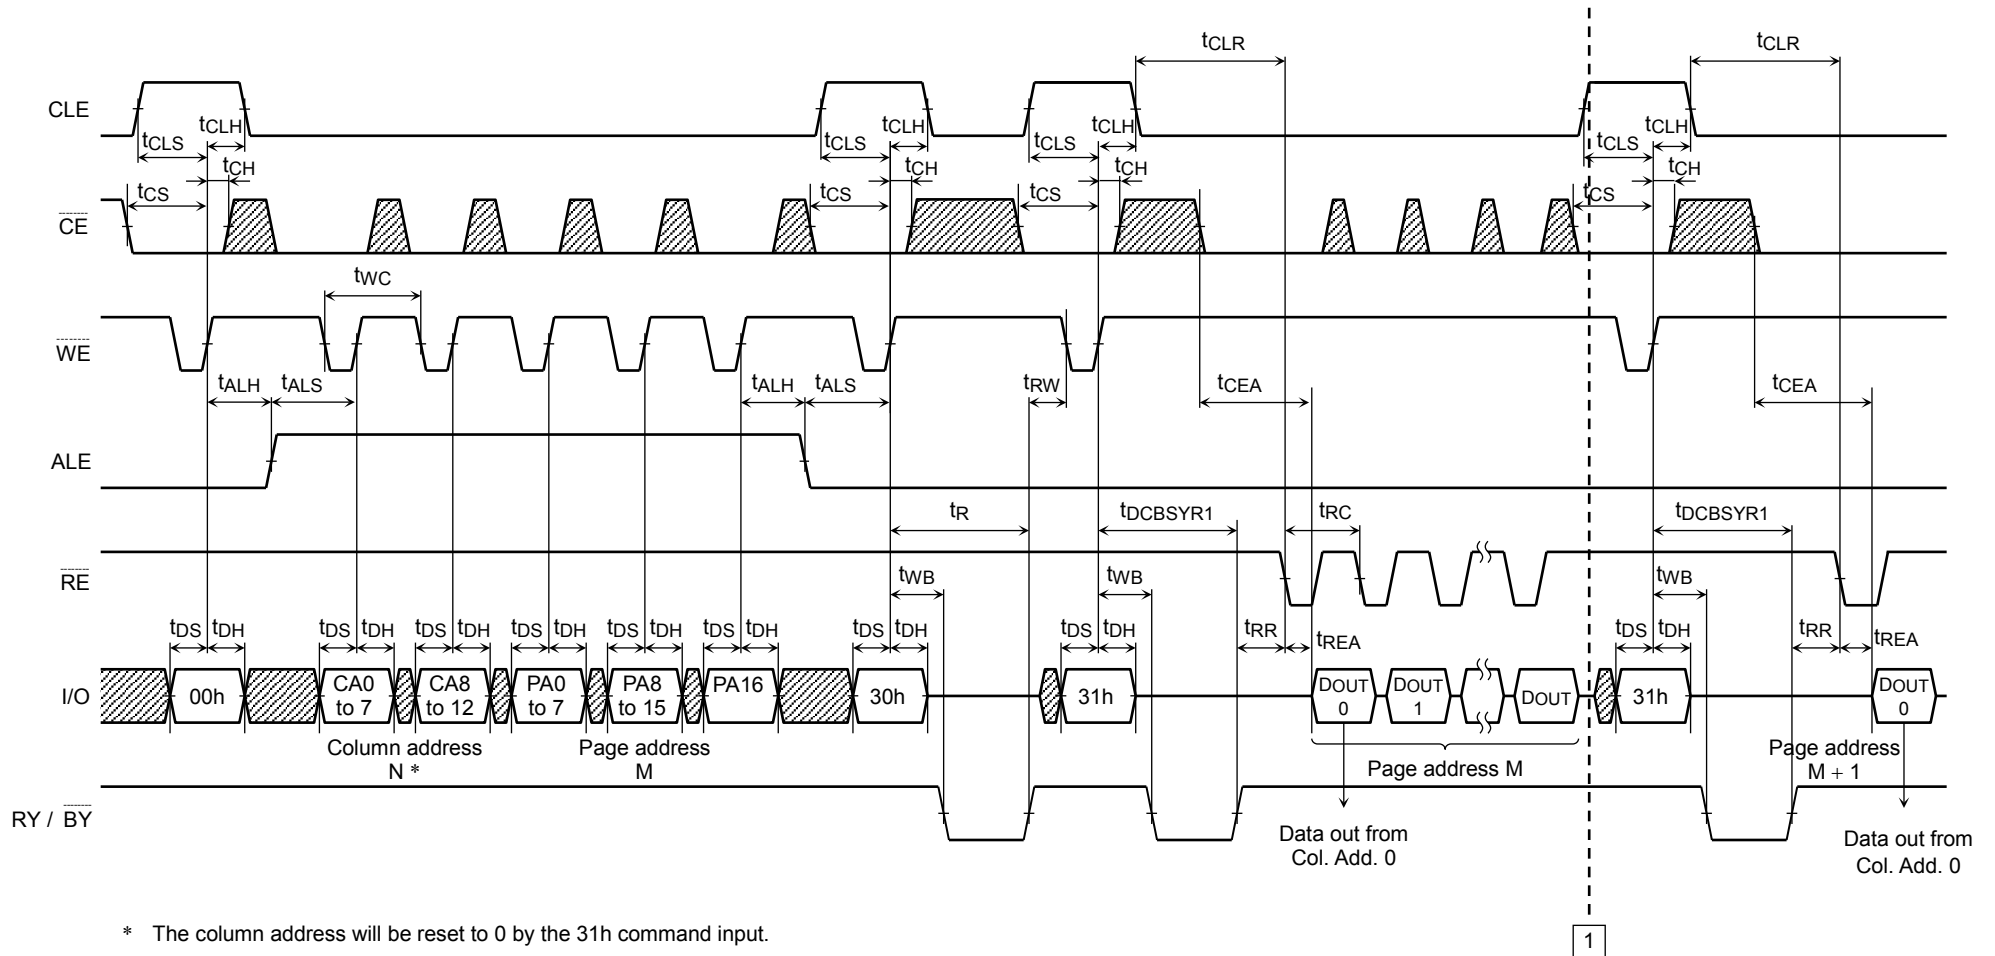 tCLR tCLR
CLE
tCLS tCLH tCLS tCLH tCLS tCLH tCLS tCLH
tCH tCH tCH tCH
tCS tCS tCS tCS
CE
tWC
WE
tALH tALS tALH tALS tRW tCEA tCEA
ALE
tR tDCBSYR1 tRC tDCBSYR1
RE
tWB tWB tWB
tDS tDH tDS tDH tDS tDH tDS tDH tDS tDH tDS tDH tDS tDH tDS tDH tRR tREA tDS tDH tRR tREA
I/O
00h
CA0 to 7
CA8 to 12
PA0 to 7
PA8 to 15
PA16
30h
31h
DOUT 0
DOUT 1
DOUT
31h
DOUT 0
Column address
N *
Page address
M
Page address M
Page address
M + 1
RY / BY
Data out from
Col. Add. 0
Data out from
Col. Add. 0
* The column address will be reset to 0 by the 31h command input.
1